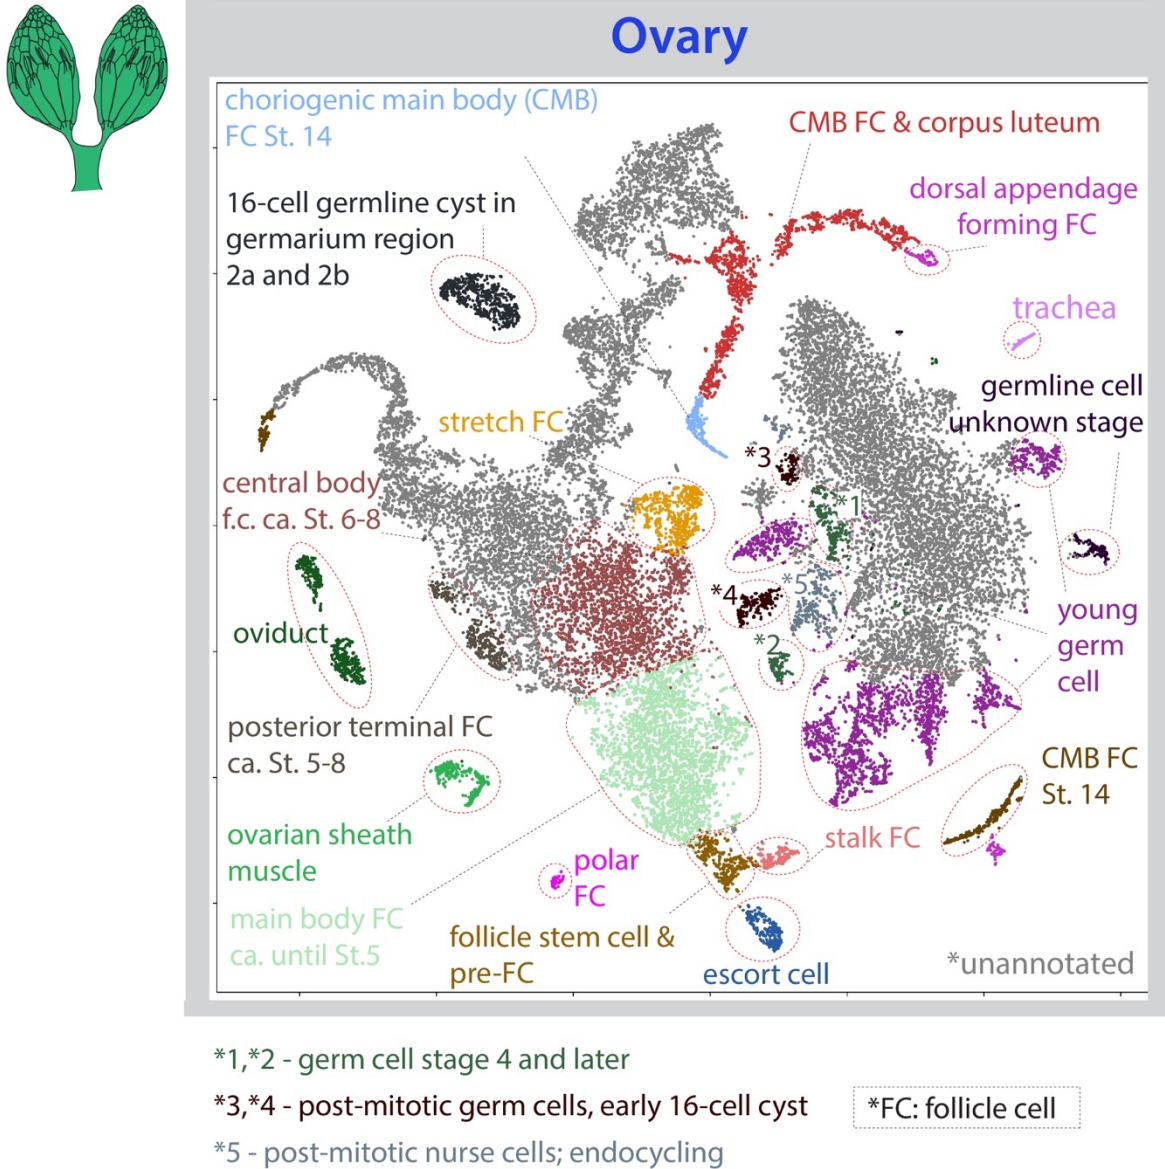 Ovary
choriogenic main body (CMB)
FC St. 14
CMB FC & corpus luteum
dorsal appendage
forming FC
16-cell germline cyst in
germarium region
2a and 2b
trachea
germline cell
unknown stage
stretch FC
*3
central body
f.c. ca. St. 6-8
*1
*4
*5
oviduct
*2
young
germ
cell
posterior terminal FC
ca. St. 5-8
CMB FC
St. 14
ovarian sheath
muscle
stalk FC
polar
FC
main body FC
ca. until St.5
follicle stem cell &
pre-FC
escort cell
*unannotated
*1,*2 - germ cell stage 4 and later
*3,*4 - post-mitotic germ cells, early 16-cell cyst
*FC: follicle cell
*5 - post-mitotic nurse cells; endocycling